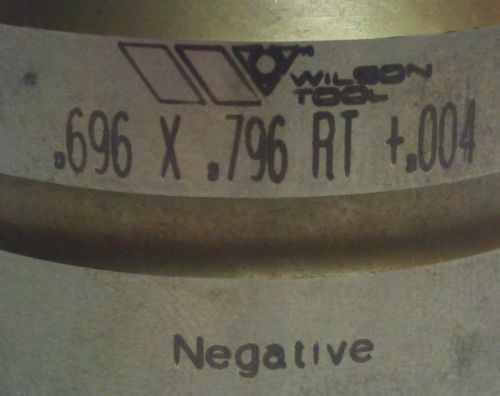 WILSON
TOOL
.696 X .796 RT +.004
Negative